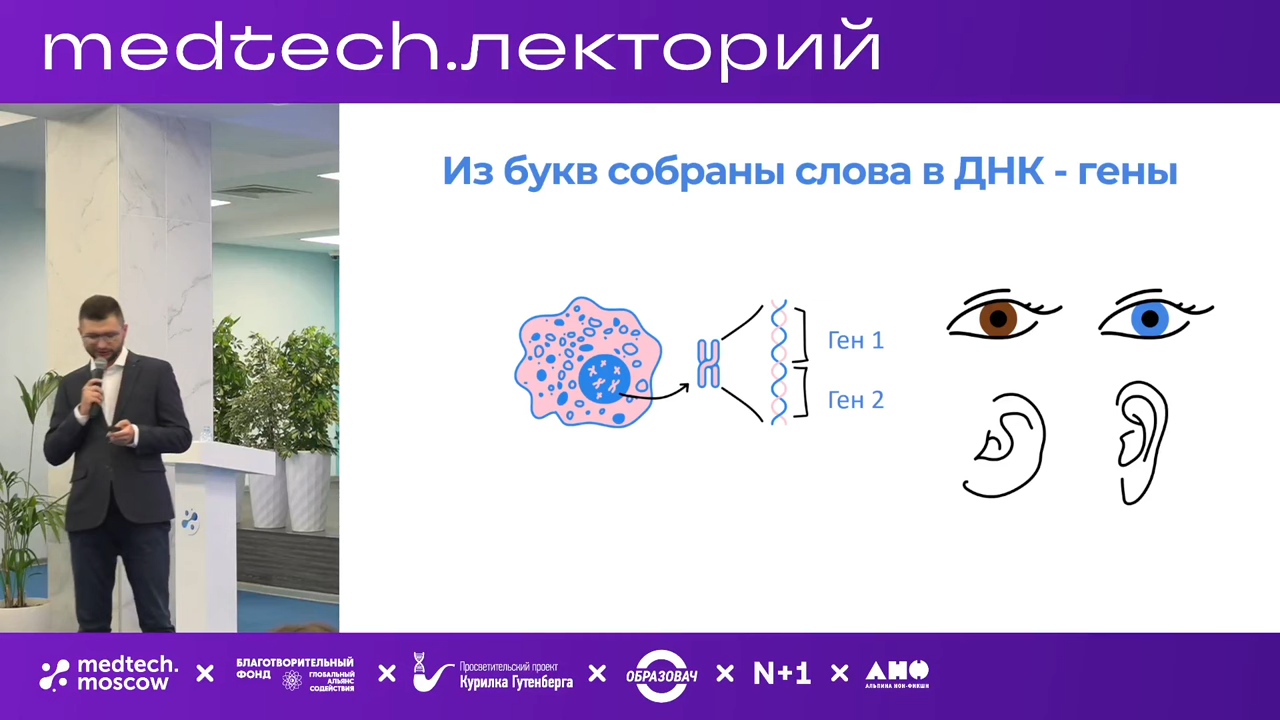 medtech.лекторий
Из букв собраны слова в ДНК - гены
Ген 1
Ген 2
medtech.
moscow
×
БЛАГОТВОРИТЕЛЬНЫЙ
ФОНД
ГЛОБАЛЬНЫЙ
АЛЬЯНС
СОДЕЙСТВИЯ
×
Просветительский проект
Курилка Гутенберга
×
ОБРАЗОВАЧ
×
N+1
×
АНФ
АЛЬПИНА НОН-ФИКШН